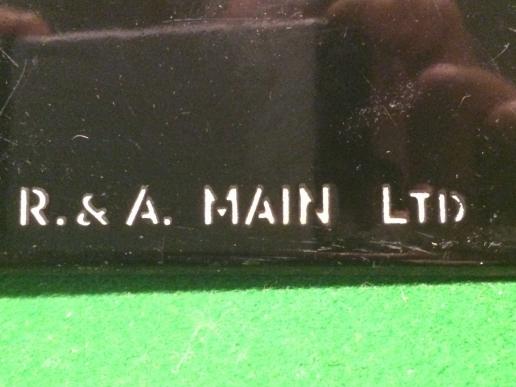 R. & A. MAIN LTD